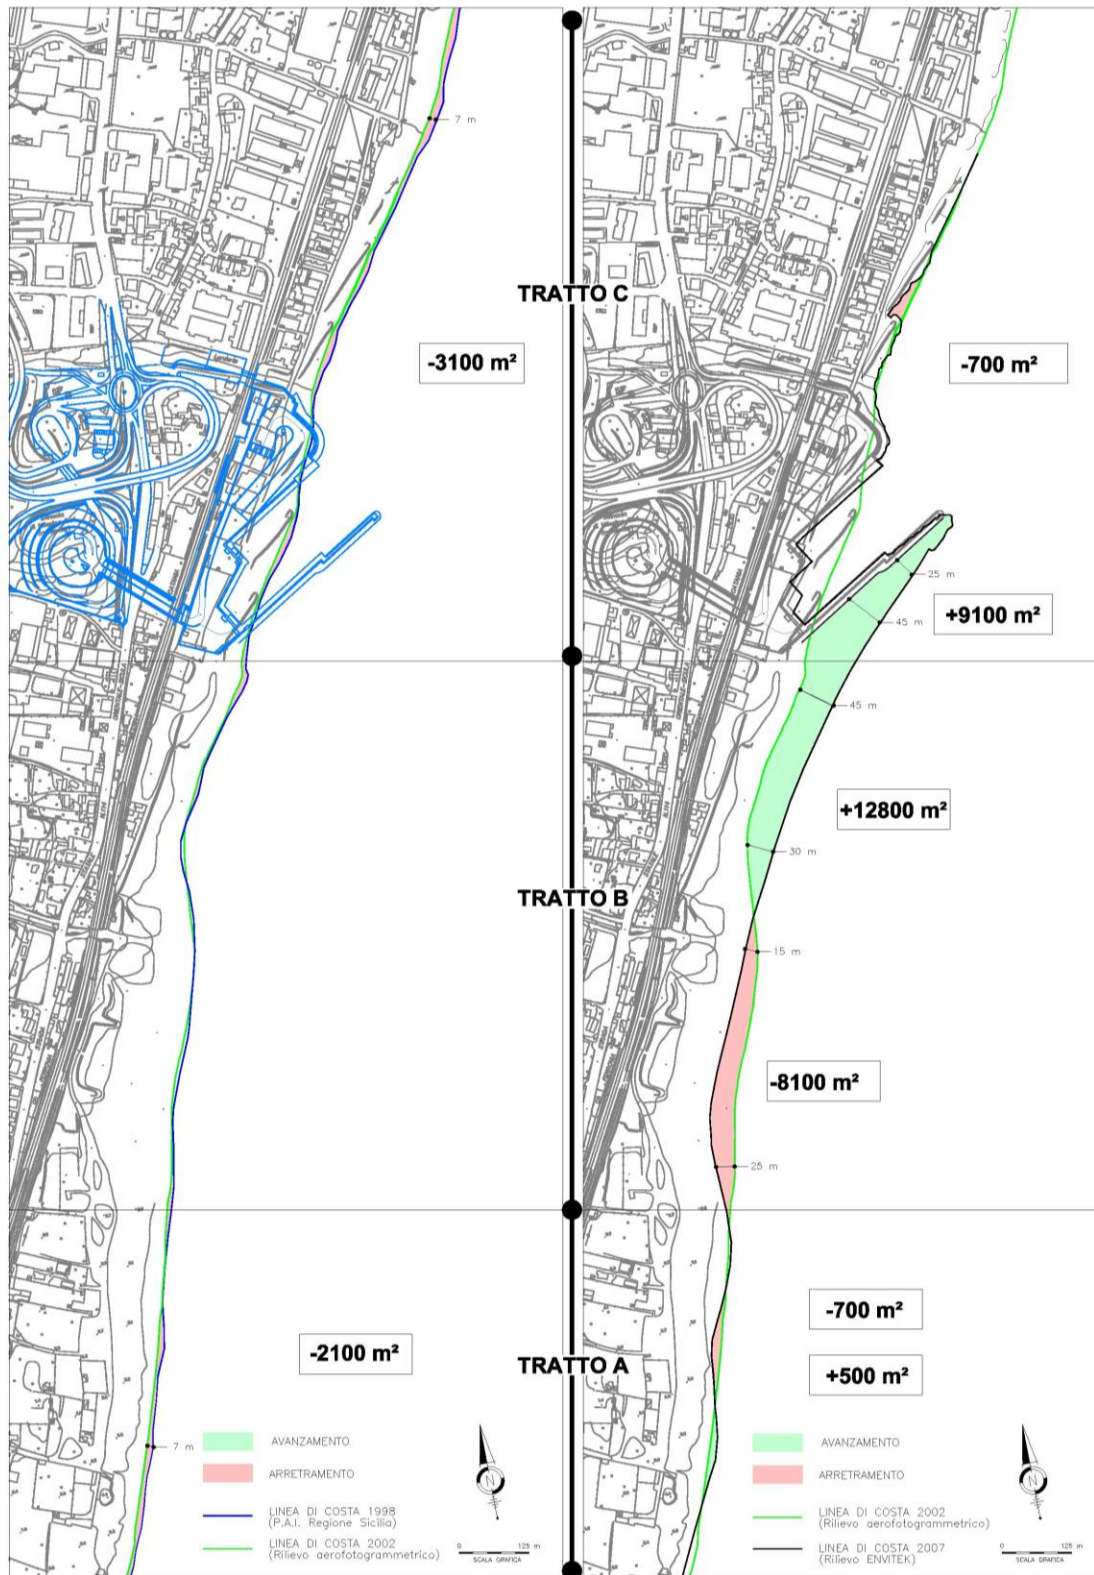 7 m
TRATTO C
-3100 m²
-700 m²
25 m
+9100 m²
45 m
45 m
+12800 m²
30 m
TRATTO B
15 m
-8100 m²
25 m
-700 m²
-2100 m²
TRATTO A
+500 m²
7 m
AVANZAMENTO
ARRETRAMENTO
LINEA DI COSTA 1998
(P.A.I. Regione Sicilia)
LINEA DI COSTA 2002
(Rilievo aerofotogrammetrico)
N
0 125 m
SCALA GRAFICA
AVANZAMENTO
ARRETRAMENTO
LINEA DI COSTA 2002
(Rilievo aerofotogrammetrico)
LINEA DI COSTA 2007
(Rilievo ENVITEK)
N
0 125 m
SCALA GRAFICA